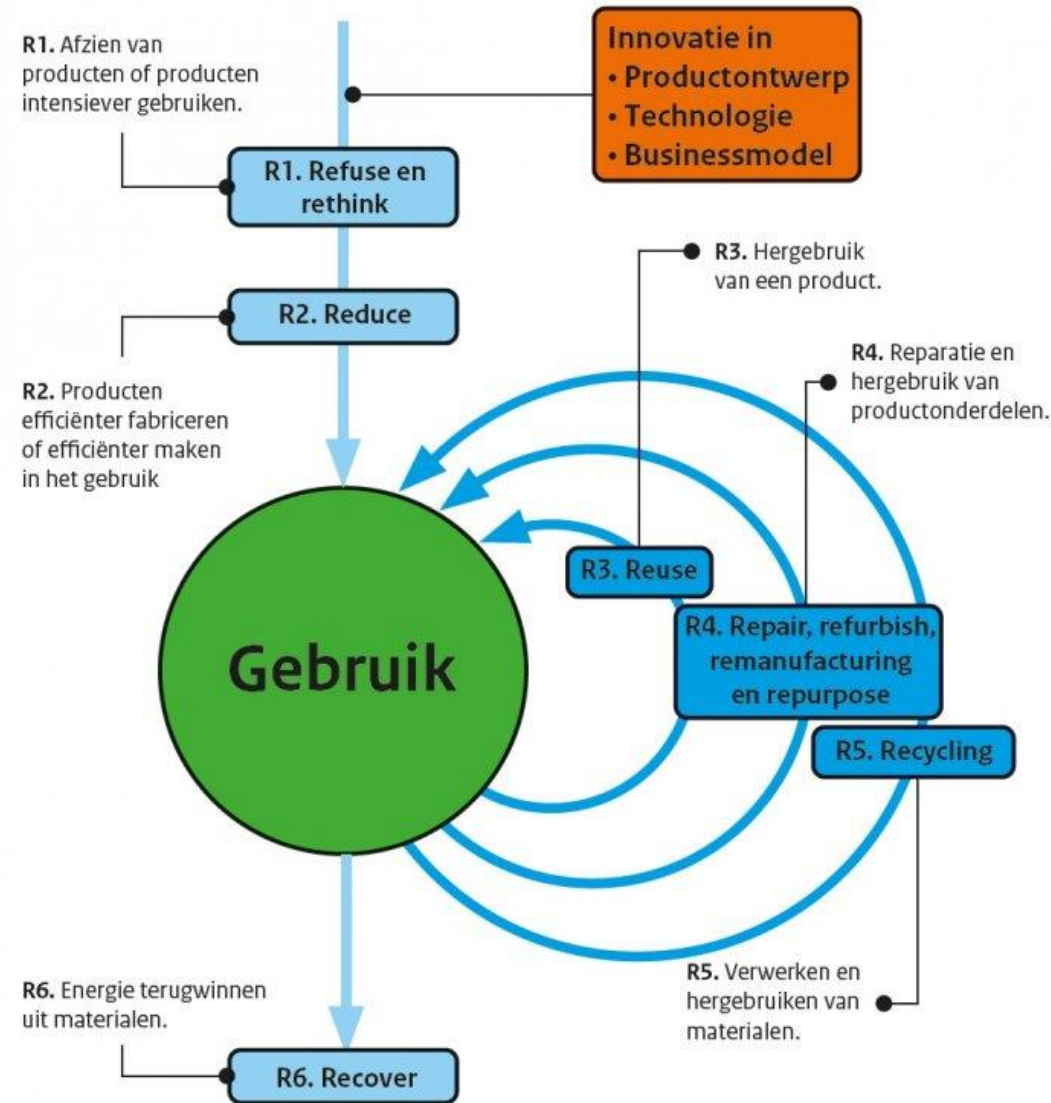 R1. Afzien van
producten of producten
intensiever gebruiken.
Innovatie in
• Productontwerp
• Technologie
• Businessmodel
R1. Refuse en
rethink
R3. Hergebruik
van een product.
R2. Reduce
R4. Reparatie en
hergebruik van
productonderdelen.
R2. Producten
efficiënter fabriceren
of efficiënter maken
in het gebruik
R3. Reuse
R4. Repair, refurbish,
remanufacturing
en repurpose
Gebruik
R5. Recycling
R5. Verwerken en
hergebruiken van
materialen.
R6. Energie terugwinnen
uit materialen.
R6. Recover